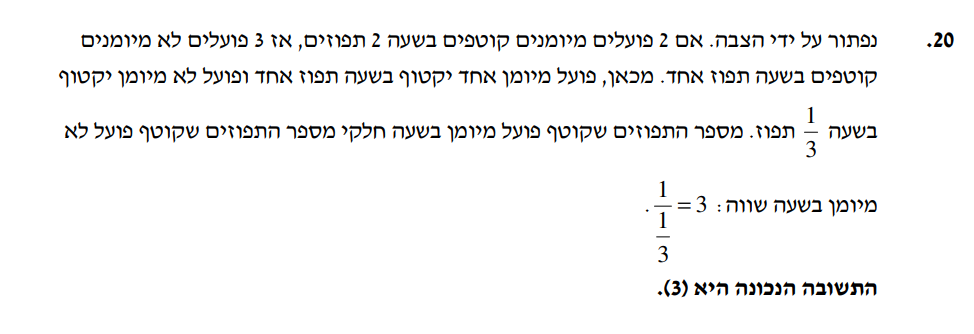 20. נפתור על ידי הצבה. אם 2 פועלים מיומנים קוטפים בשעה 2 תפוזים, אז 3 פועלים לא מיומנים
קוטפים בשעה תפוז אחד. מכאן, פועל מיומן אחד יקטוף בשעה תפוז אחד ופועל לא מיומן יקטוף
בשעה 1/3 תפוז. מספר התפוזים שקוטף פועל מיומן בשעה חלקי מספר התפוזים שקוטף פועל לא
מיומן בשעה שווה: 1/(1/3) = 3.
התשובה הנכונה היא (3).